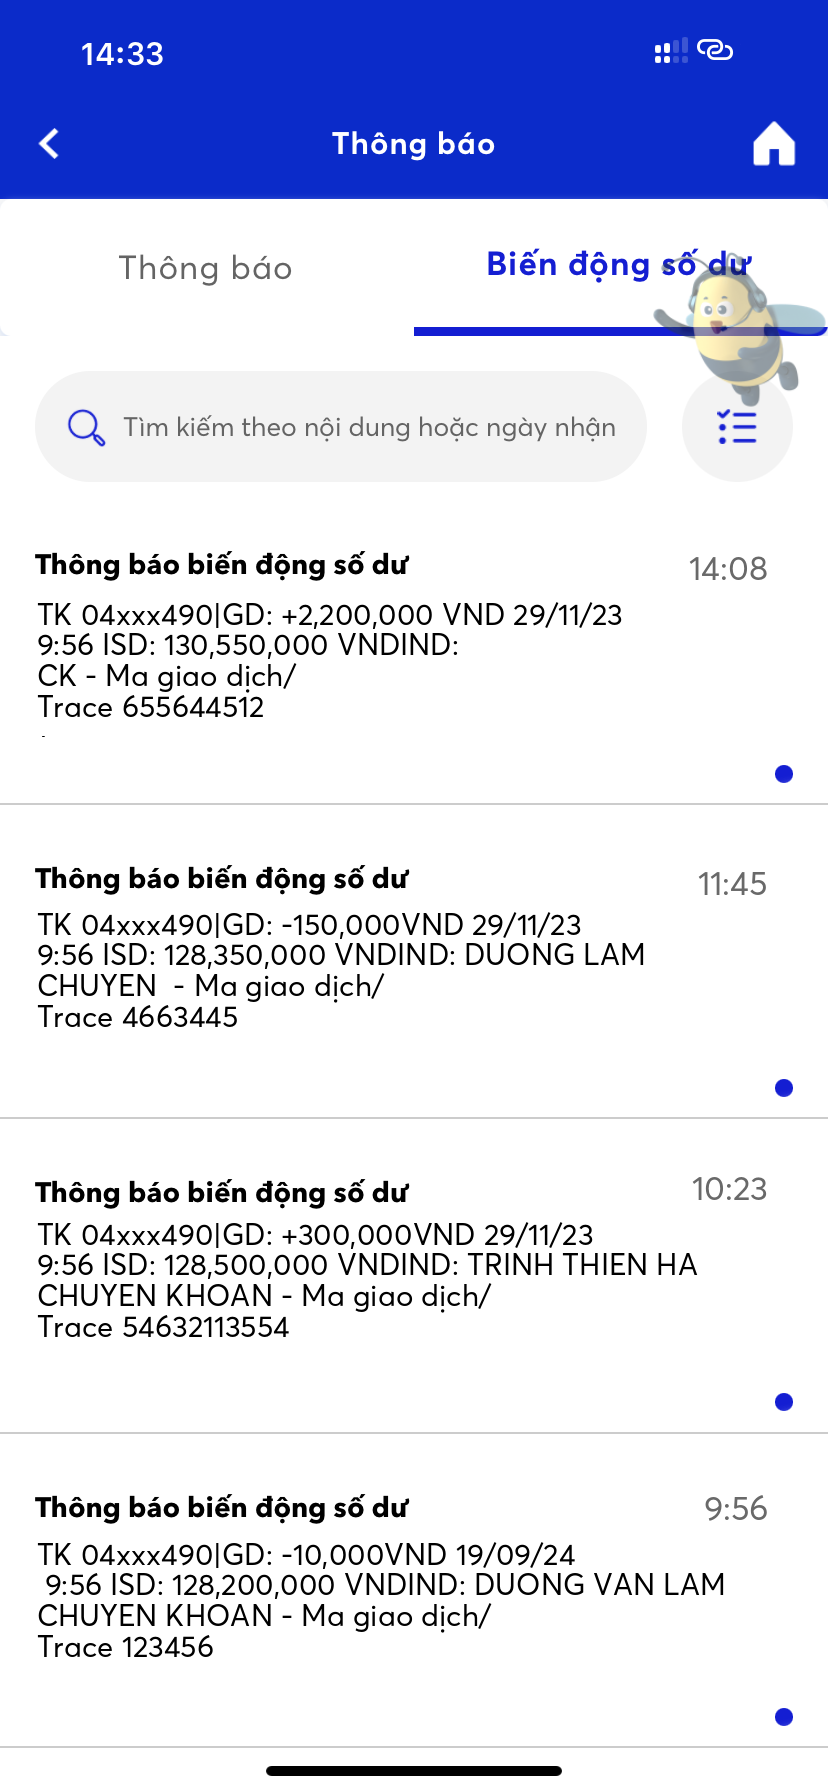 14:33
Thông báo
Thông báo
Biến động số dư
Tìm kiếm theo nội dung hoặc ngày nhận
Thông báo biến động số dư
14:08
TK 04xxx490|GD: +2,200,000 VND 29/11/23
9:56 ISD: 130,550,000 VNDIND:
CK - Ma giao dịch/
Trace 655644512
Thông báo biến động số dư
11:45
TK 04xxx490|GD: -150,000VND 29/11/23
9:56 ISD: 128,350,000 VNDIND: DUONG LAM
CHUYEN  - Ma giao dịch/
Trace 4663445
Thông báo biến động số dư
10:23
TK 04xxx490|GD: +300,000VND 29/11/23
9:56 ISD: 128,500,000 VNDIND: TRINH THIEN HA
CHUYEN KHOAN - Ma giao dịch/
Trace 54632113554
Thông báo biến động số dư
9:56
TK 04xxx490|GD: -10,000VND 19/09/24
9:56 ISD: 128,200,000 VNDIND: DUONG VAN LAM
CHUYEN KHOAN - Ma giao dịch/
Trace 123456